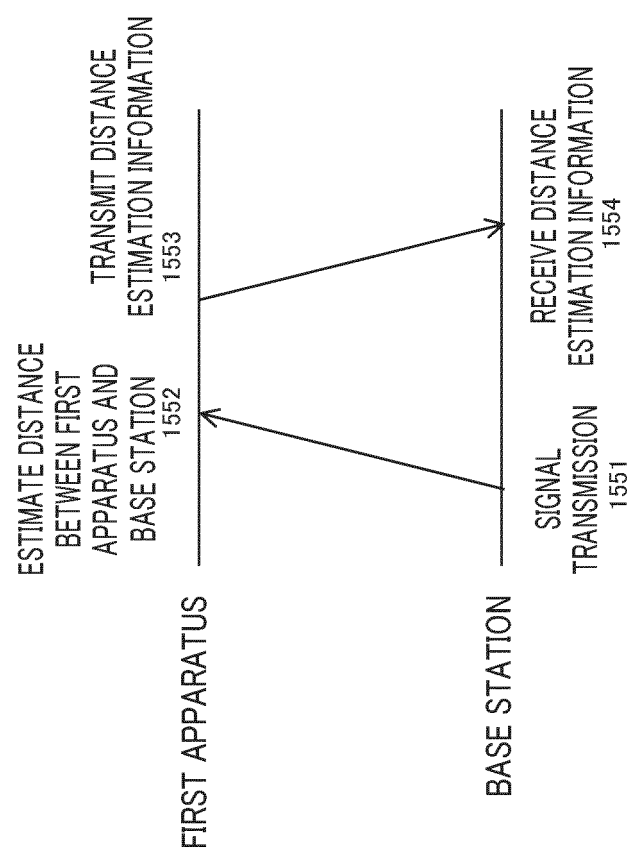 ESTIMATE DISTANCE
BETWEEN FIRST
APPARATUS AND
BASE STATION
1552
TRANSMIT DISTANCE
ESTIMATION INFORMATION
1553
FIRST APPARATUS
BASE STATION
SIGNAL
TRANSMISSION
1551
RECEIVE DISTANCE
ESTIMATION INFORMATION
1554